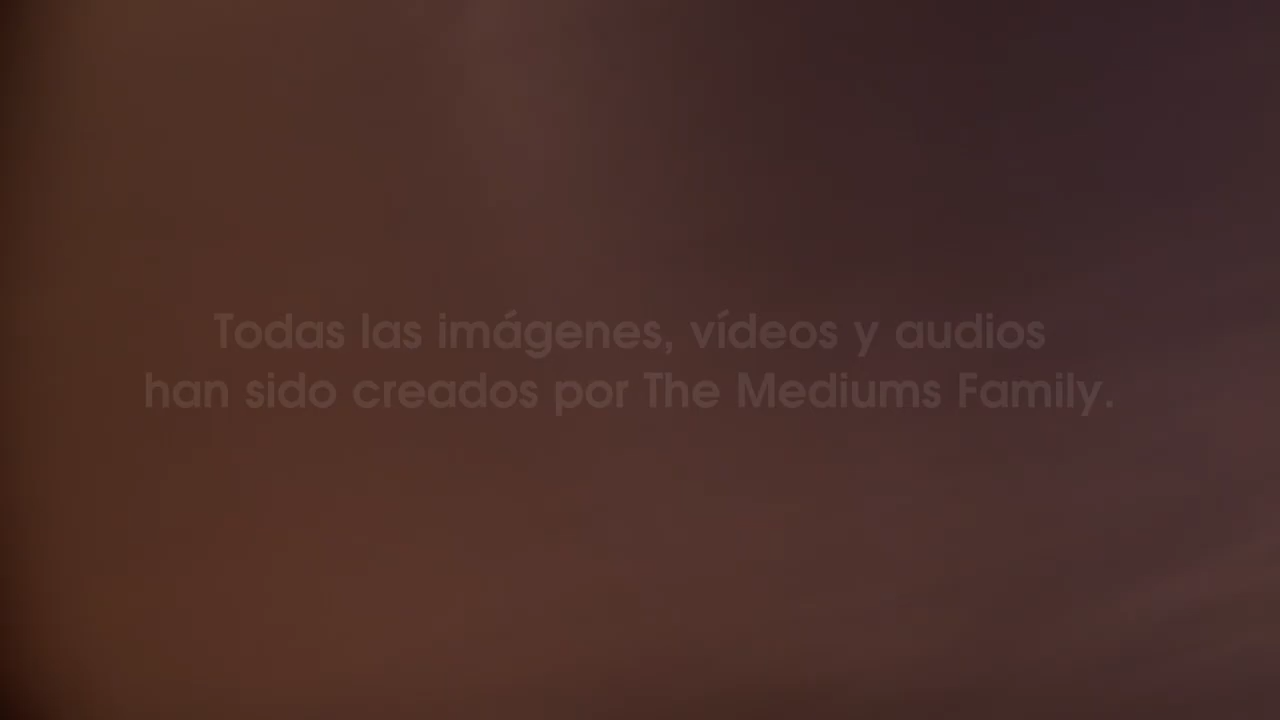 Todas las imágenes, vídeos y audios
han sido creados por The Mediums Family.